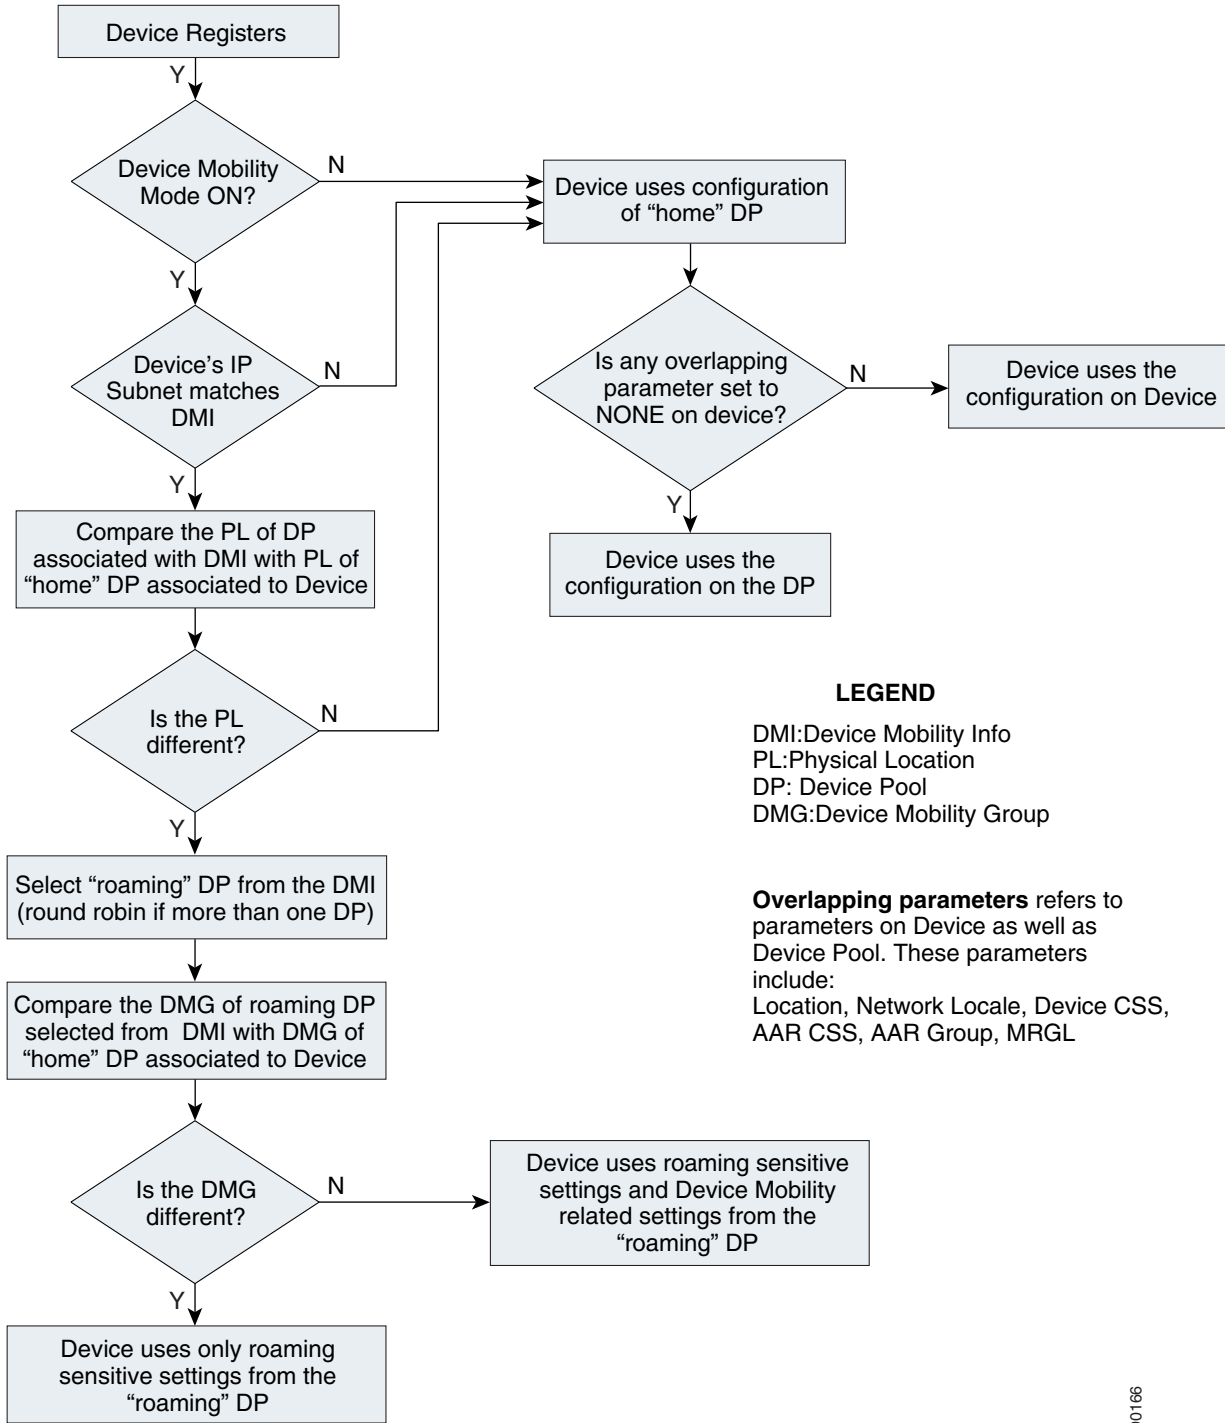 Device Registers
Y
Device Mobility
Mode ON?
N
Device uses configuration
of “home” DP
Y
Device's IP
Subnet matches
DMI
N
Is any overlapping
parameter set to
NONE on device?
N
Device uses the
configuration on Device
Y
Y
Compare the PL of DP
associated with DMI with PL of
“home” DP associated to Device
Device uses the
configuration on the DP
Is the PL
different?
N
LEGEND
DMI:Device Mobility Info
PL:Physical Location
DP: Device Pool
DMG:Device Mobility Group
Y
Select “roaming” DP from the DMI
(round robin if more than one DP)
Overlapping parameters refers to
parameters on Device as well as
Device Pool. These parameters
include:
Location, Network Locale, Device CSS,
AAR CSS, AAR Group, MRGL
Compare the DMG of roaming DP
selected from DMI with DMG of
“home” DP associated to Device
Is the DMG
different?
N
Device uses roaming sensitive
settings and Device Mobility
related settings from the
“roaming” DP
Y
Device uses only roaming
sensitive settings from the
“roaming” DP